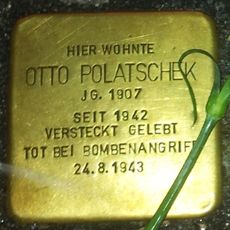 HIER WOHNTE
OTTO POLATSCHEK
JG. 1907
SEIT 1942
VERSTECKT GELEBT
TOT BEI BOMBENANGRIFF
24.8.1943